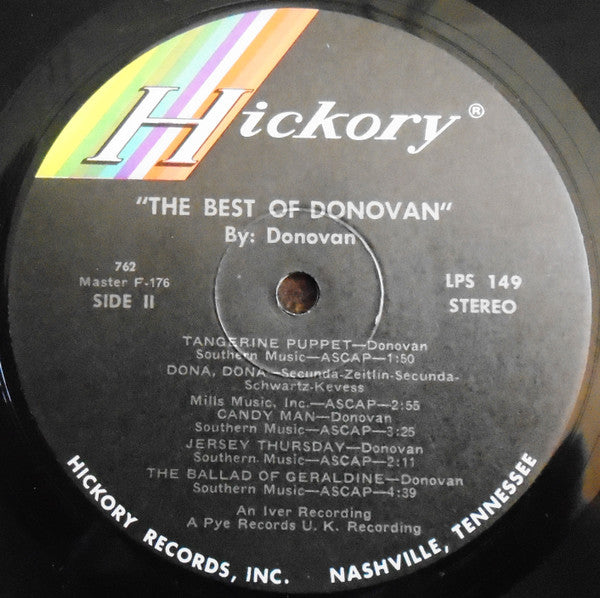 Hickory®
"THE BEST OF DONOVAN"
By: Donovan
762
Master F-176
SIDE II
LPS 149
STEREO
TANGERINE PUPPET—Donovan
Southern Music—ASCAP—1:50
DONA, DONA—Secunda-Zeitlin-Secunda-
Schwartz-Kevess
Mills Music, Inc.—ASCAP—2:55
CANDY MAN—Donovan
Southern Music—ASCAP—3:25
JERSEY THURSDAY—Donovan
Southern Music—ASCAP—2:11
THE BALLAD OF GERALDINE—Donovan
Southern Music—ASCAP—4:39
An Iver Recording
A Pye Records U. K. Recording
HICKORY RECORDS, INC. NASHVILLE, TENNESSEE